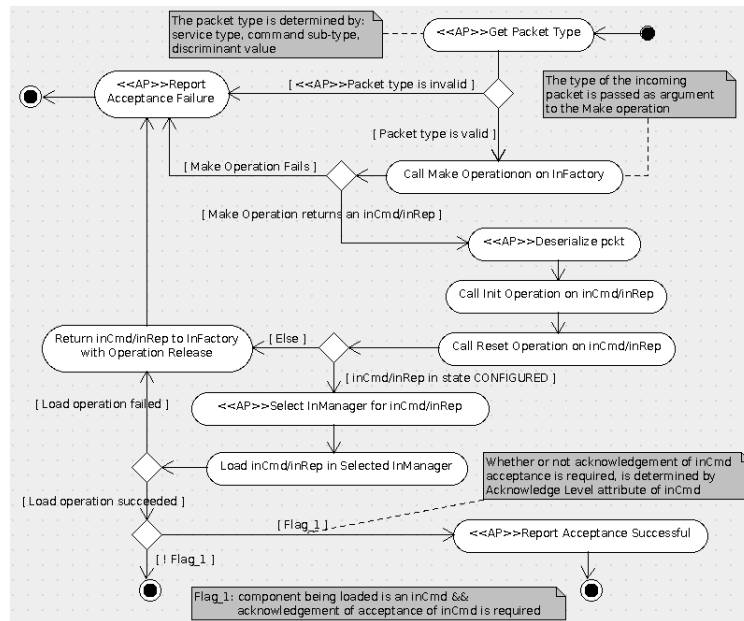 The packet type is determined by:
service type, command sub-type,
discriminant value
<<AP>>Get Packet Type
<<AP>>Report
Acceptance Failure
[ <<AP>>Packet type is invalid ]
The type of the incoming
packet is passed as argument
to the Make operation
[ Packet type is valid ]
[ Make Operation Fails ]
Call Make Operationon on InFactory
[ Make Operation returns an inCmd/inRep ]
<<AP>>Deserialize pckt
Call Init Operation on inCmd/inRep
Return inCmd/inRep to InFactory
with Operation Release
[ Else ]
Call Reset Operation on inCmd/inRep
[ inCmd/inRep in state CONFIGURED ]
[ Load operation failed ]
<<AP>>Select InManager for inCmd/inRep
Load inCmd/inRep in Selected InManager
Whether or not acknowledgement of inCmd
acceptance is required, is determined by
Acknowledge Level attribute of inCmd
[ Load operation succeeded ]
[ Flag_1 ]
<<AP>>Report Acceptance Successful
[ ! Flag_1 ]
Flag_1: component being loaded is an inCmd &&
acknowledgement of acceptance of inCmd is required